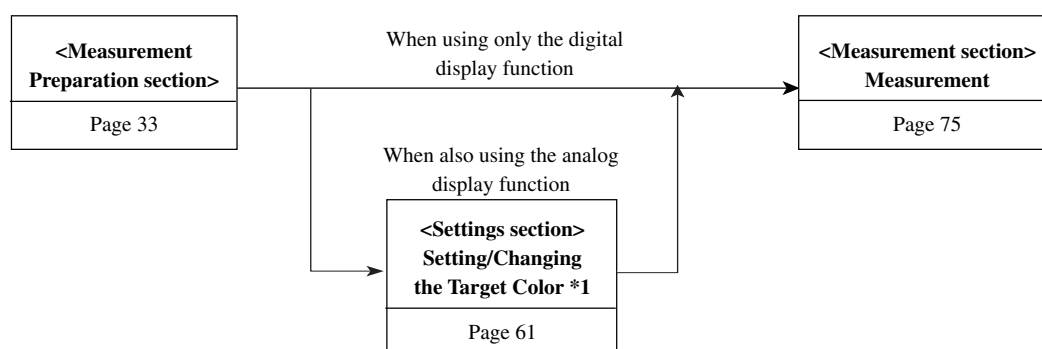 <Measurement
Preparation section>
Page 33
When using only the digital
display function
When also using the analog
display function
<Settings section>
Setting/Changing
the Target Color *1
Page 61
<Measurement section>
Measurement
Page 75